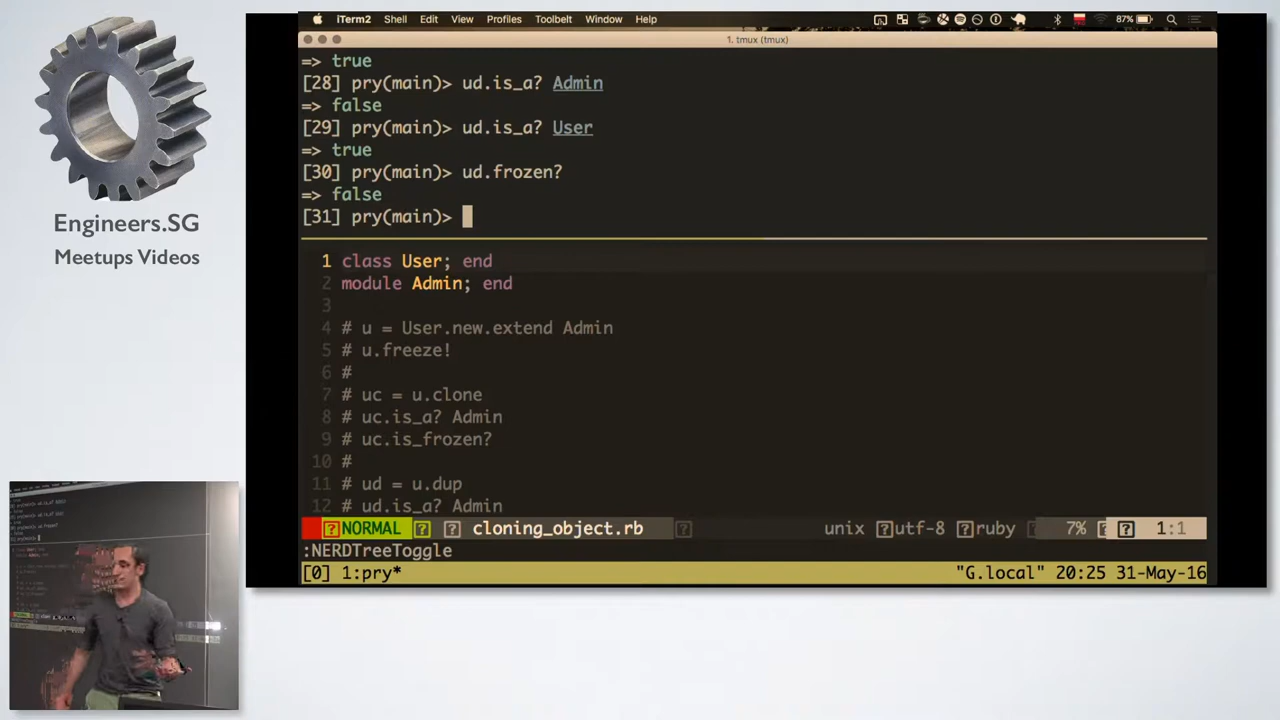 iTerm2 Shell Edit View Profiles Toolbelt Window Help 87%
1. tmux (tmux)
=> true
[28] pry(main)> ud.is_a? Admin
=> false
[29] pry(main)> ud.is_a? User
=> true
[30] pry(main)> ud.frozen?
=> false
[31] pry(main)>
Engineers.SG
Meetups Videos
1 class User; end
2 module Admin; end
3
4 # u = User.new.extend Admin
5 # u.freeze!
6 #
7 # uc = u.clone
8 # uc.is_a? Admin
9 # uc.is_frozen?
10 #
11 # ud = u.dup
12 # ud.is_a? Admin
NORMAL cloning_object.rb unix utf-8 ruby 7% 1:1
:NERDTreeToggle
[0] 1:pry* "G.local" 20:25 31-May-16